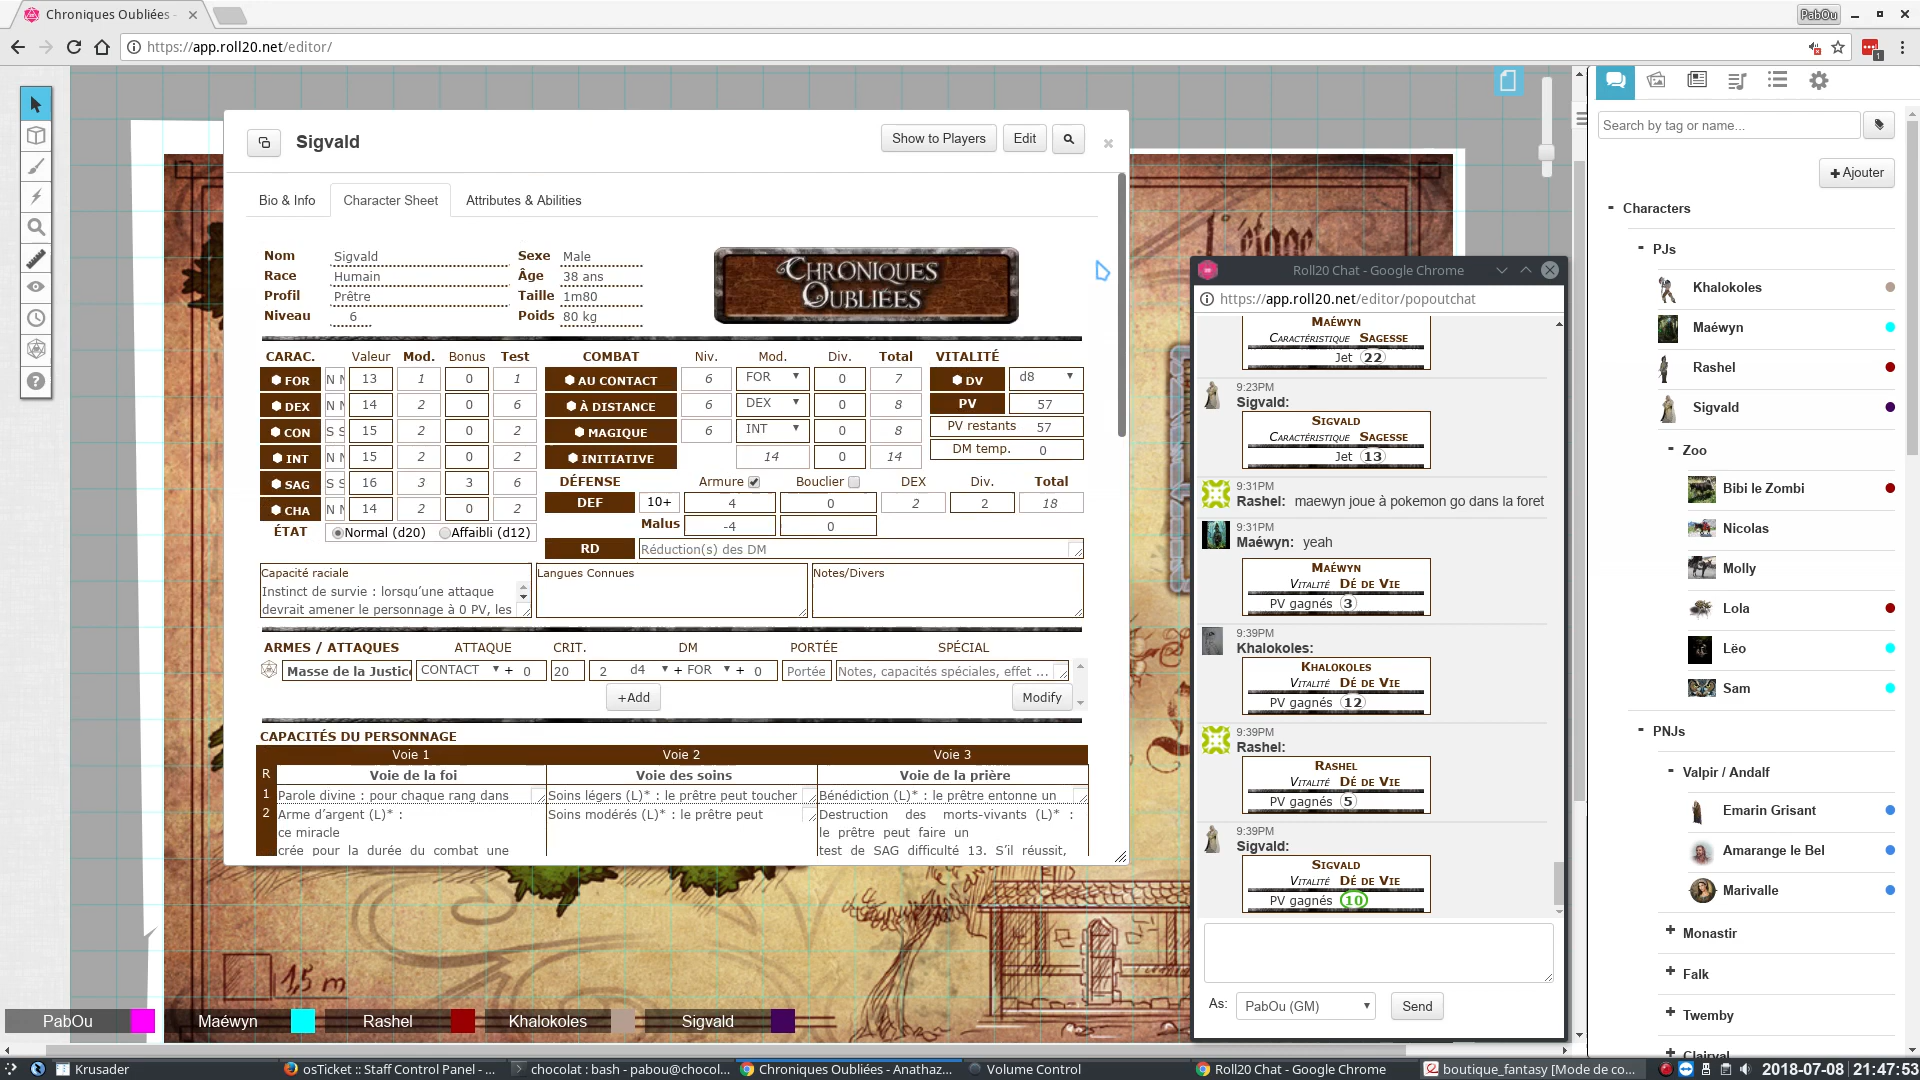 Chroniques Oubliées -
PabOu
https://app.roll20.net/editor/
1
Sigvald
Show to Players
Edit
Bio & Info
Character Sheet
Attributes & Abilities
Nom Sigvald Sexe Male
Race Humain Âge 38 ans
Profil Prêtre Taille 1m80
Niveau 6 Poids 80 kg
CHRONIQUES
OUBLIÉES
CARAC. Valeur Mod. Bonus Test COMBAT Niv. Mod. Div. Total VITALITÉ
FOR N N 13 1 0 1 AU CONTACT 6 FOR 0 7 DV d8
DEX N N 14 2 0 6 À DISTANCE 6 DEX 0 8 PV 57
CON S S 15 2 0 2 MAGIQUE 6 INT 0 8 PV restants 57
INT N N 15 2 0 2 INITIATIVE 14 0 14 DM temp. 0
SAG S S 16 3 3 6 DÉFENSE Armure Bouclier DEX Div. Total
CHA N N 14 2 0 2 DEF 10+ 4 0 2 2 18
ÉTAT Normal (d20) Affaibli (d12) Malus -4 0
RD Réduction(s) des DM
Capacité raciale Langues Connues Notes/Divers
Instinct de survie : lorsqu'une attaque
devrait amener le personnage à 0 PV, les
ARMES / ATTAQUES ATTAQUE CRIT. DM PORTÉE SPÉCIAL
Masse de la Justice CONTACT + 0 20 2 d4 + FOR + 0 Portée Notes, capacités spéciales, effet ...
+Add Modify
CAPACITÉS DU PERSONNAGE
Voie 1 Voie 2 Voie 3
R Voie de la foi Voie des soins Voie de la prière
1 Parole divine : pour chaque rang dans Soins légers (L)* : le prêtre peut toucher Bénédiction (L)* : le prêtre entonne un
2 Arme d'argent (L)* : Soins modérés (L)* : le prêtre peut Destruction des morts-vivants (L)* :
ce miracle le prêtre peut faire un
crée pour la durée du combat une test de SAG difficulté 13. S'il réussit,
l'étang
1,5 m
PabOu
Maéwyn
Rashel
Khalokoles
Sigvald
Roll20 Chat - Google Chrome
https://app.roll20.net/editor/popoutchat
MAÉWYN
CARACTÉRISTIQUE SAGESSE
Jet 22
9:23PM
Sigvald:
SIGVALD
CARACTÉRISTIQUE SAGESSE
Jet 13
9:31PM
Rashel: maewyn joue à pokemon go dans la foret
9:31PM
Maéwyn: yeah
MAÉWYN
VITALITÉ DÉ DE VIE
PV gagnés 3
9:39PM
Khalokoles:
KHALOKOLES
VITALITÉ DÉ DE VIE
PV gagnés 12
9:39PM
Rashel:
RASHEL
VITALITÉ DÉ DE VIE
PV gagnés 5
9:39PM
Sigvald:
SIGVALD
VITALITÉ DÉ DE VIE
PV gagnés 10
As: PabOu (GM) Send
Search by tag or name...
+Ajouter
Characters
PJs
Khalokoles
Maéwyn
Rashel
Sigvald
Zoo
Bibi le Zombi
Nicolas
Molly
Lola
Lëo
Sam
PNJs
Valpir / Andalf
Emarin Grisant
Amarange le Bel
Marivalle
Monastir
Falk
Twemby
Clairval
Krusader
osTicket :: Staff Control Panel - ...
chocolat : bash - pabou@chocol...
Chroniques Oubliées - Anathaz...
Volume Control
Roll20 Chat - Google Chrome
boutique_fantasy [Mode de co...
2018-07-08 21:47:53